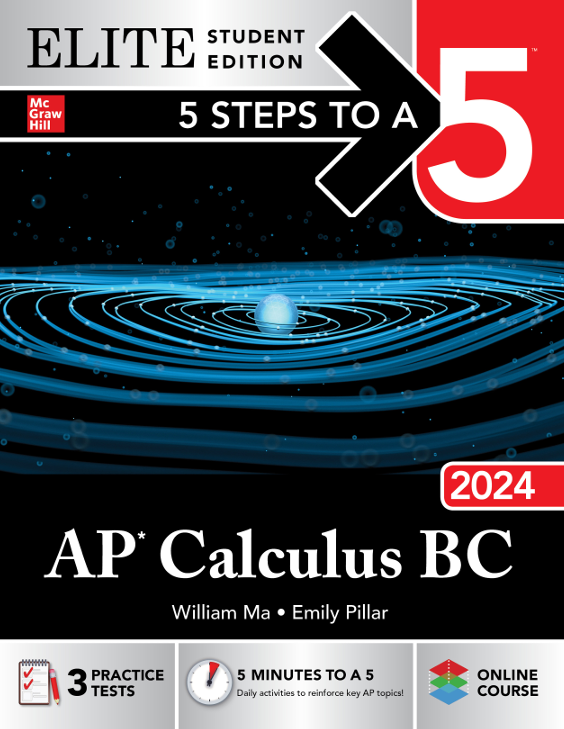 ELITE STUDENT
EDITION
Mc
Graw
Hill
5 STEPS TO A
5™
2024
AP* Calculus BC
William Ma • Emily Pillar
3 PRACTICE
TESTS
5 MINUTES TO A 5
Daily activities to reinforce key AP topics!
ONLINE
COURSE